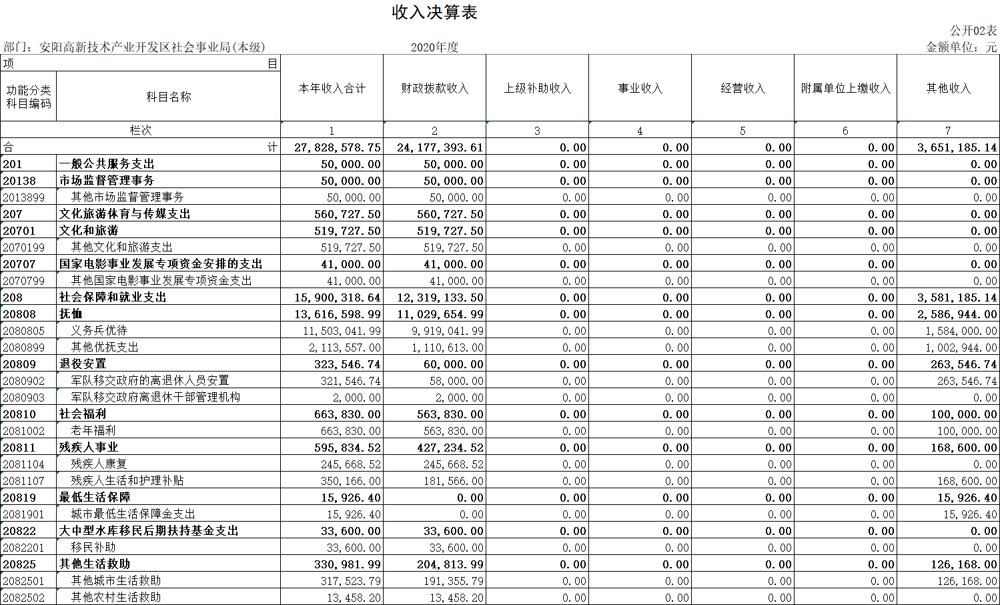 收入决算表
公开02表
部门：安阳高新技术产业开发区社会事业局(本级) 2020年度 金额单位：元
项 目 本年收入合计 财政拨款收入 上级补助收入 事业收入 经营收入 附属单位上缴收入 其他收入
功能分类科目编码 科目名称
栏次 1 2 3 4 5 6 7
合 计 27,828,578.75 24,177,393.61 0.00 0.00 0.00 0.00 3,651,185.14
201 一般公共服务支出 50,000.00 50,000.00 0.00 0.00 0.00 0.00 0.00
20138 市场监督管理事务 50,000.00 50,000.00 0.00 0.00 0.00 0.00 0.00
2013899 其他市场监督管理事务 50,000.00 50,000.00 0.00 0.00 0.00 0.00 0.00
207 文化旅游体育与传媒支出 560,727.50 560,727.50 0.00 0.00 0.00 0.00 0.00
20701 文化和旅游 519,727.50 519,727.50 0.00 0.00 0.00 0.00 0.00
2070199 其他文化和旅游支出 519,727.50 519,727.50 0.00 0.00 0.00 0.00 0.00
20707 国家电影事业发展专项资金安排的支出 41,000.00 41,000.00 0.00 0.00 0.00 0.00 0.00
2070799 其他国家电影事业发展专项资金支出 41,000.00 41,000.00 0.00 0.00 0.00 0.00 0.00
208 社会保障和就业支出 15,900,318.64 12,319,133.50 0.00 0.00 0.00 0.00 3,581,185.14
20808 抚恤 13,616,598.99 11,029,654.99 0.00 0.00 0.00 0.00 2,586,944.00
2080805 义务兵优待 11,503,041.99 9,919,041.99 0.00 0.00 0.00 0.00 1,584,000.00
2080899 其他优抚支出 2,113,557.00 1,110,613.00 0.00 0.00 0.00 0.00 1,002,944.00
20809 退役安置 323,546.74 60,000.00 0.00 0.00 0.00 0.00 263,546.74
2080902 军队移交政府的离退休人员安置 321,546.74 58,000.00 0.00 0.00 0.00 0.00 263,546.74
2080903 军队移交政府离退休干部管理机构 2,000.00 2,000.00 0.00 0.00 0.00 0.00 0.00
20810 社会福利 663,830.00 563,830.00 0.00 0.00 0.00 0.00 100,000.00
2081002 老年福利 663,830.00 563,830.00 0.00 0.00 0.00 0.00 100,000.00
20811 残疾人事业 595,834.52 427,234.52 0.00 0.00 0.00 0.00 168,600.00
2081104 残疾人康复 245,668.52 245,668.52 0.00 0.00 0.00 0.00 0.00
2081107 残疾人生活和护理补贴 350,166.00 181,566.00 0.00 0.00 0.00 0.00 168,600.00
20819 最低生活保障 15,926.40 0.00 0.00 0.00 0.00 0.00 15,926.40
2081901 城市最低生活保障金支出 15,926.40 0.00 0.00 0.00 0.00 0.00 15,926.40
20822 大中型水库移民后期扶持基金支出 33,600.00 33,600.00 0.00 0.00 0.00 0.00 0.00
2082201 移民补助 33,600.00 33,600.00 0.00 0.00 0.00 0.00 0.00
20825 其他生活救助 330,981.99 204,813.99 0.00 0.00 0.00 0.00 126,168.00
2082501 其他城市生活救助 317,523.79 191,355.79 0.00 0.00 0.00 0.00 126,168.00
2082502 其他农村生活救助 13,458.20 13,458.20 0.00 0.00 0.00 0.00 0.00